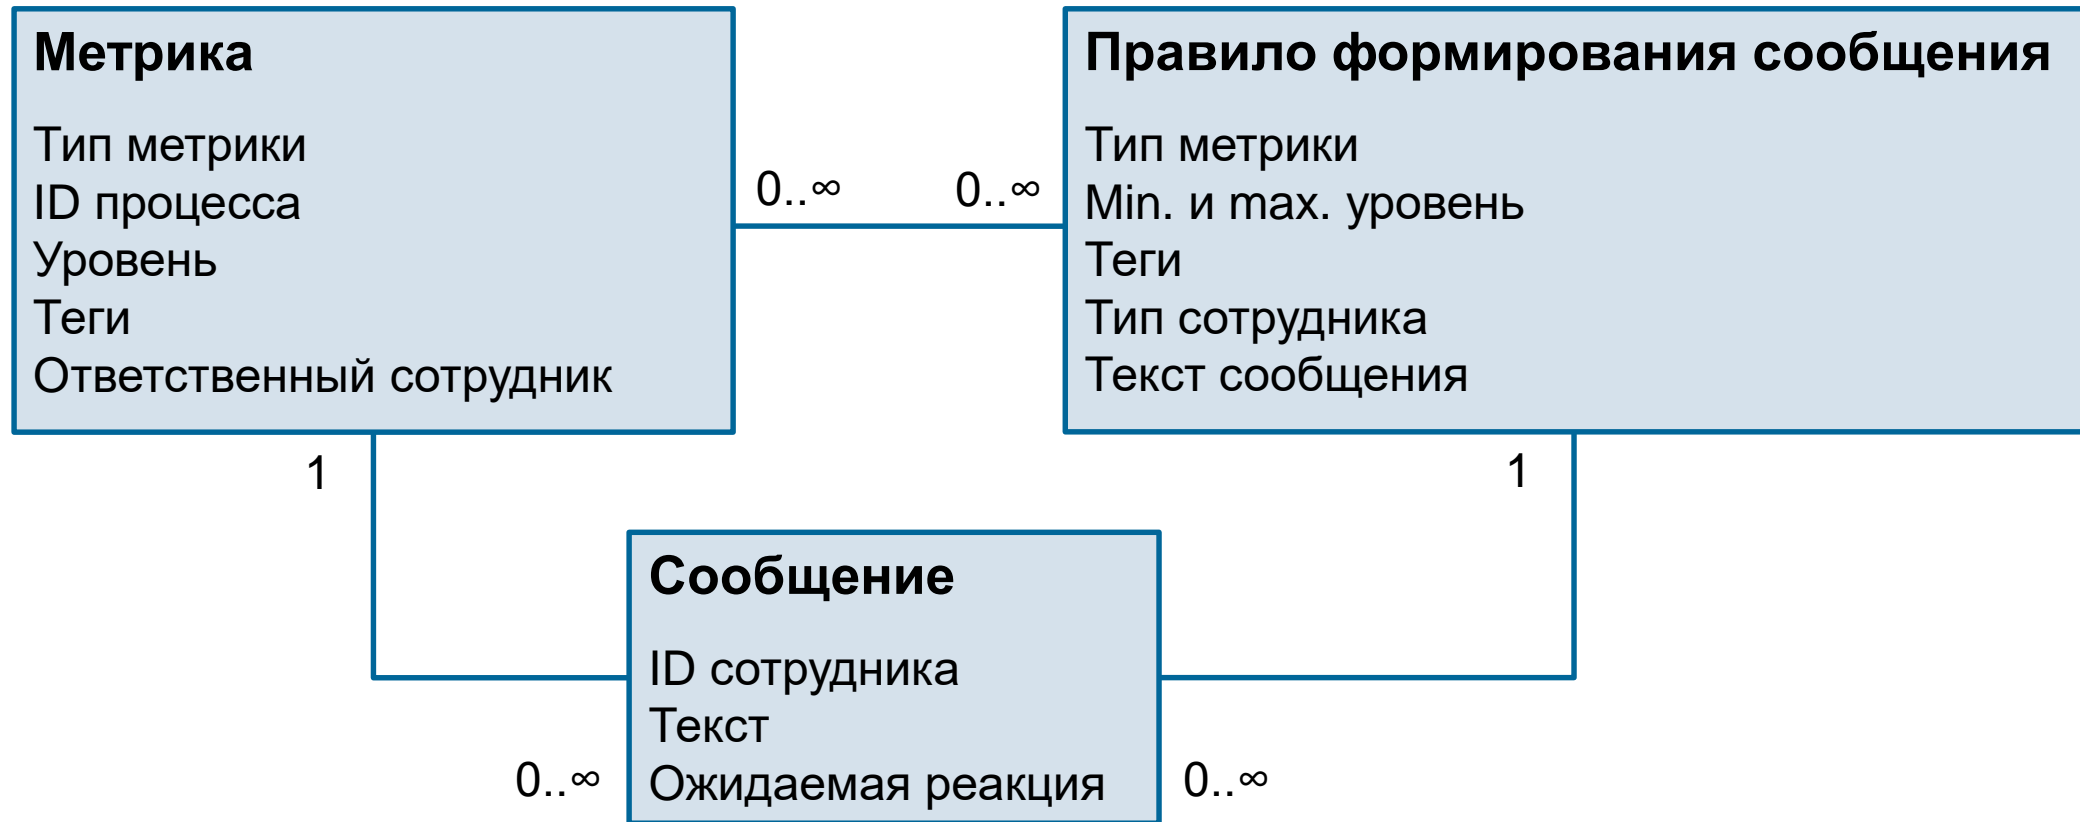 Метрика
Тип метрики
ID процесса
Уровень
Теги
Ответственный сотрудник
0..∞
0..∞
Правило формирования сообщения
Тип метрики
Min. и max. уровень
Теги
Тип сотрудника
Текст сообщения
1
1
Сообщение
ID сотрудника
Текст
Ожидаемая реакция
0..∞
0..∞